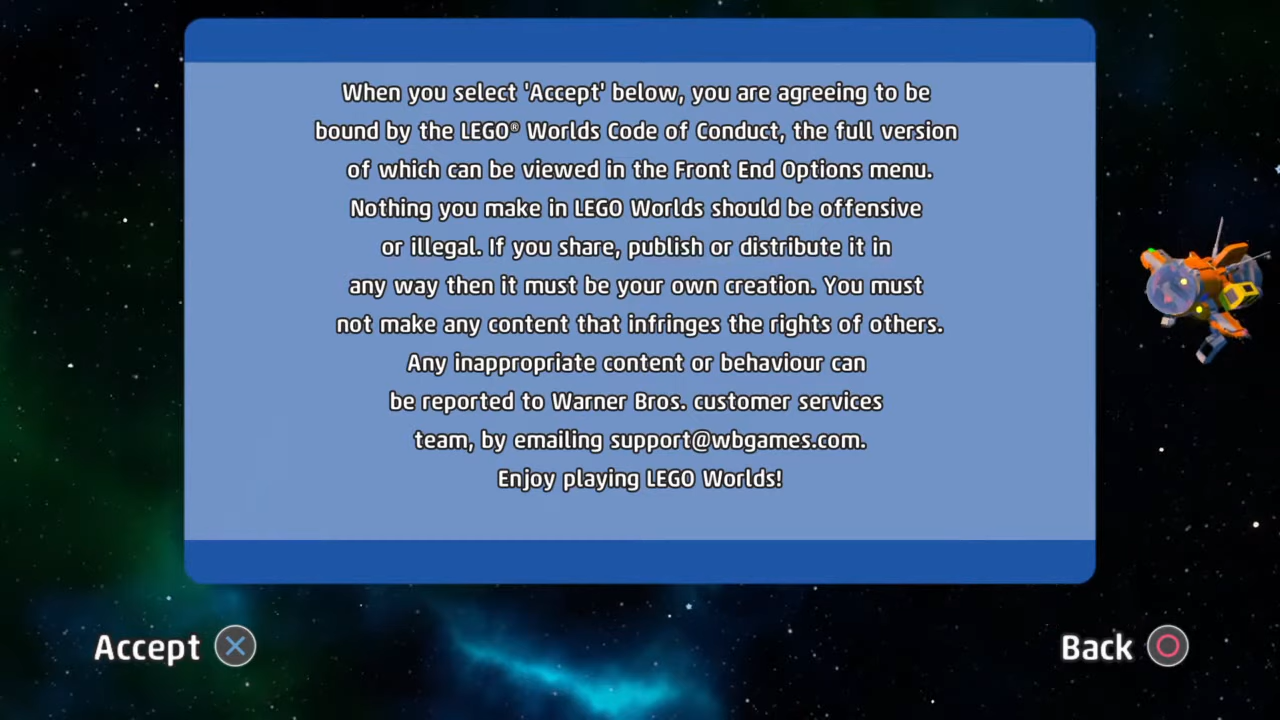 When you select 'Accept' below, you are agreeing to be
bound by the LEGO® Worlds Code of Conduct, the full version
of which can be viewed in the Front End Options menu.
Nothing you make in LEGO Worlds should be offensive
or illegal. If you share, publish or distribute it in
any way then it must be your own creation. You must
not make any content that infringes the rights of others.
Any inappropriate content or behaviour can
be reported to Warner Bros. customer services
team, by emailing support@wbgames.com.
Enjoy playing LEGO Worlds!
Accept
Back